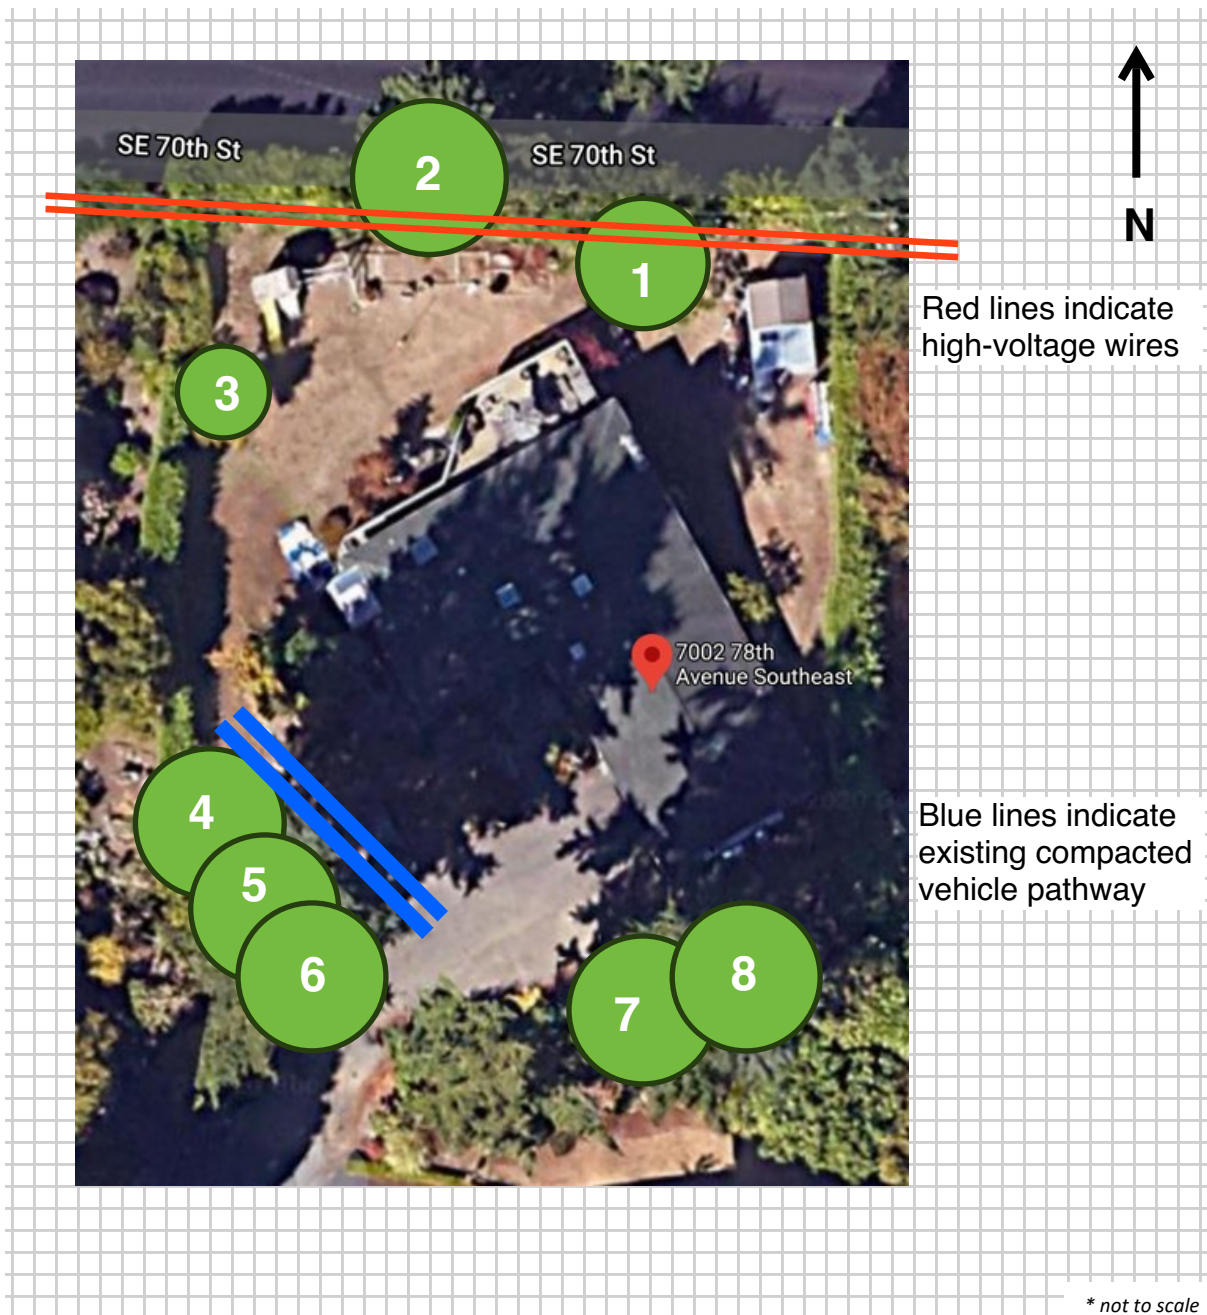 SE 70th St
SE 70th St
2
1
N
Red lines indicate
high-voltage wires
3
7002 78th
Avenue Southeast
4
Blue lines indicate
existing compacted
vehicle pathway
5
6
7
8
* not to scale